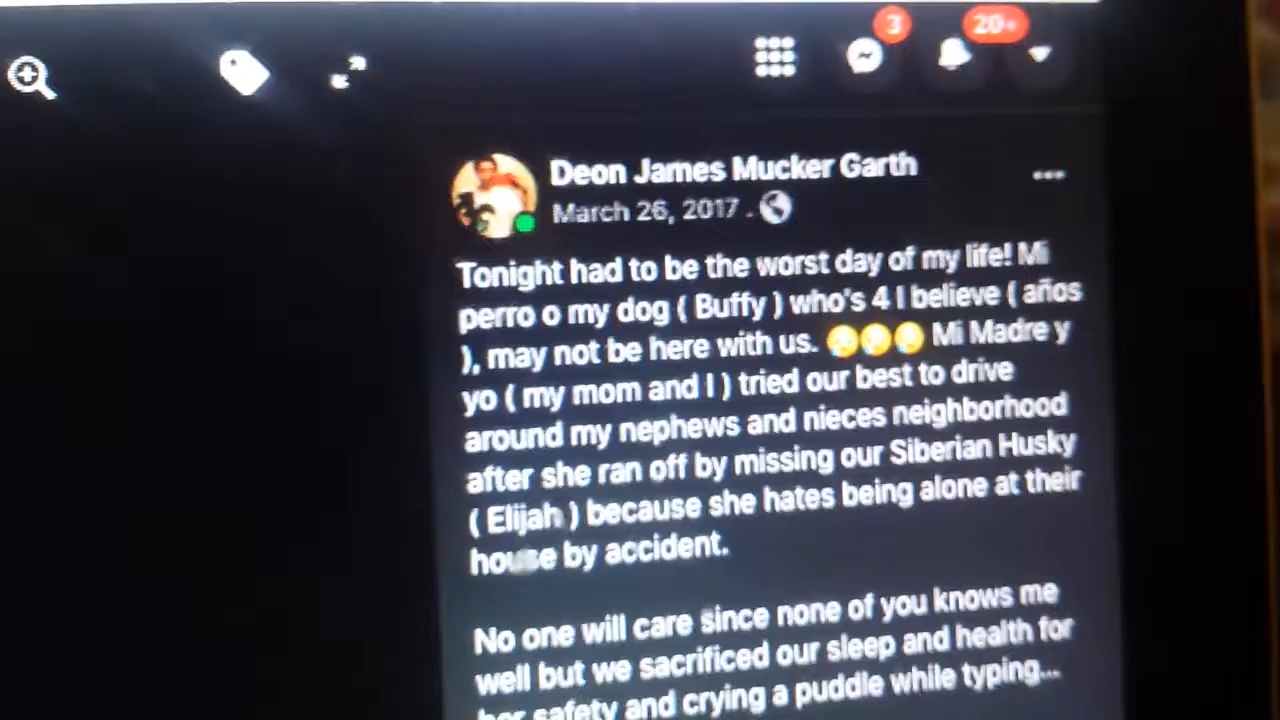 3
20+
Deon James Mucker Garth
March 26, 2017 ·
Tonight had to be the worst day of my life! Mi
perro o my dog ( Buffy ) who's 4 I believe ( años
), may not be here with us. 😭😭😭 Mi Madre y
yo ( my mom and I ) tried our best to drive
around my nephews and nieces neighborhood
after she ran off by missing our Siberian Husky
( Elijah ) because she hates being alone at their
house by accident.
No one will care since none of you knows me
well but we sacrificed our sleep and health for
her safety and crying a puddle while typing...